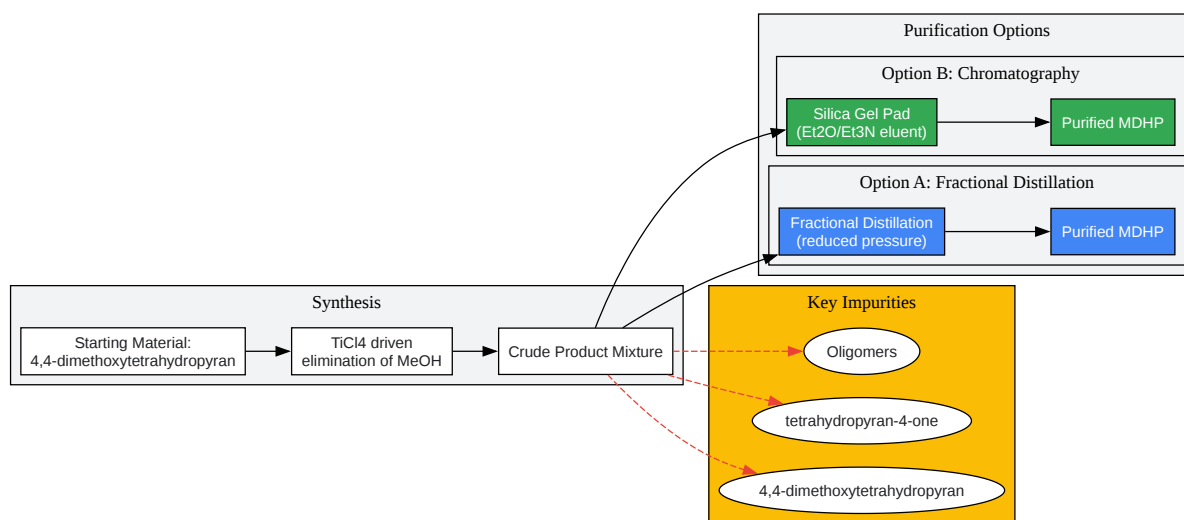 Purification Options
Option B: Chromatography
Silica Gel Pad
(Et2O/Et3N eluent)
Purified MDHP
Option A: Fractional Distillation
Fractional Distillation
(reduced pressure)
Purified MDHP
Synthesis
Starting Material:
4,4-dimethoxytetrahydropyran
TiCl4 driven
elimination of MeOH
Crude Product Mixture
Key Impurities
Oligomers
tetrahydropyran-4-one
4,4-dimethoxytetrahydropyran